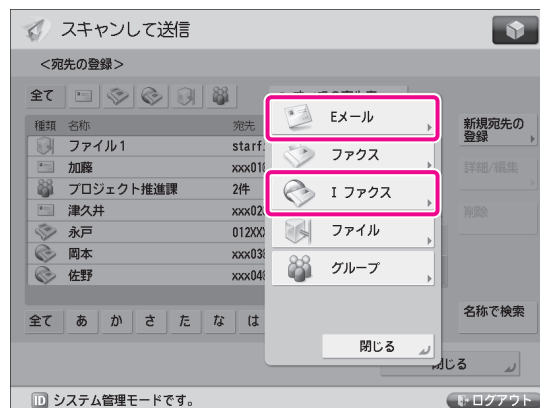 スキャンして送信
<宛先の登録>
全て
種類 名称 宛先
ファイル1 starf
加藤 xxx01
プロジェクト推進課 2件
津久井 xxx02
永戸 012XX
岡本 xxx03
佐野 xxx04
全て あ か さ た な は
Eメール
ファクス
I ファクス
ファイル
グループ
閉じる
新規宛先の
登録
詳細/編集
削除
名称で検索
閉じる
システム管理モードです。
ログアウト